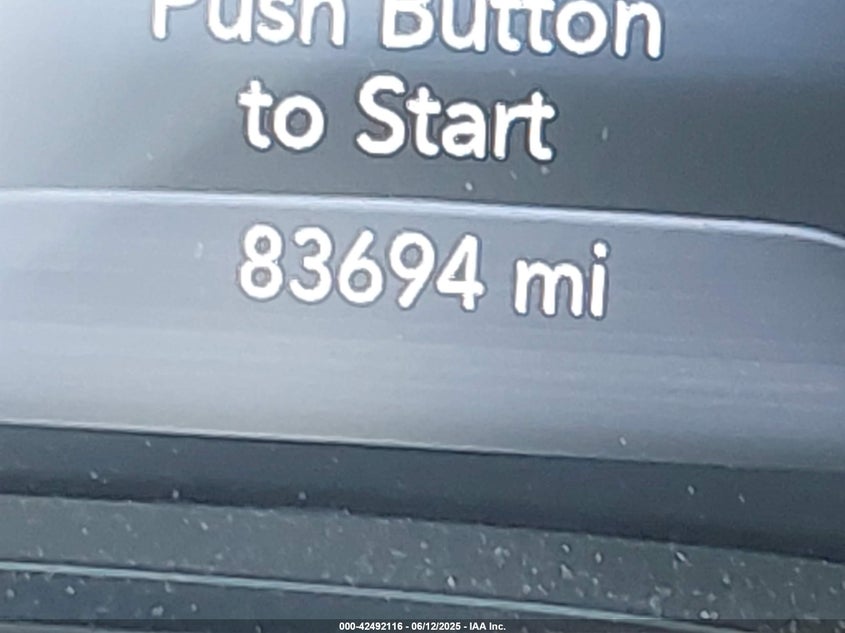 Push Button
to Start
83694 mi
000-42492116 - 06/12/2025 - IAA Inc.